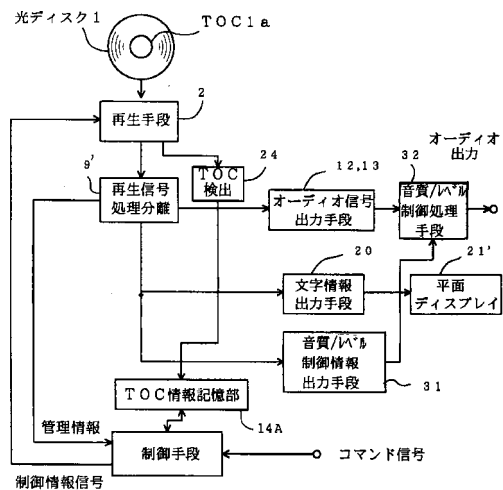 光ディスク1
TOC1a
2
再生手段
9'
再生信号
処理分離
24
TOC
検出
12,13
オーディオ信号
出力手段
32
オーディオ
出力
音質/レベル
制御処理
手段
20
文字情報
出力手段
21'
平面
ディスプレイ
音質/レベル
制御情報
出力手段
31
TOC情報記憶部
14A
管理情報
制御手段
コマンド信号
制御情報信号